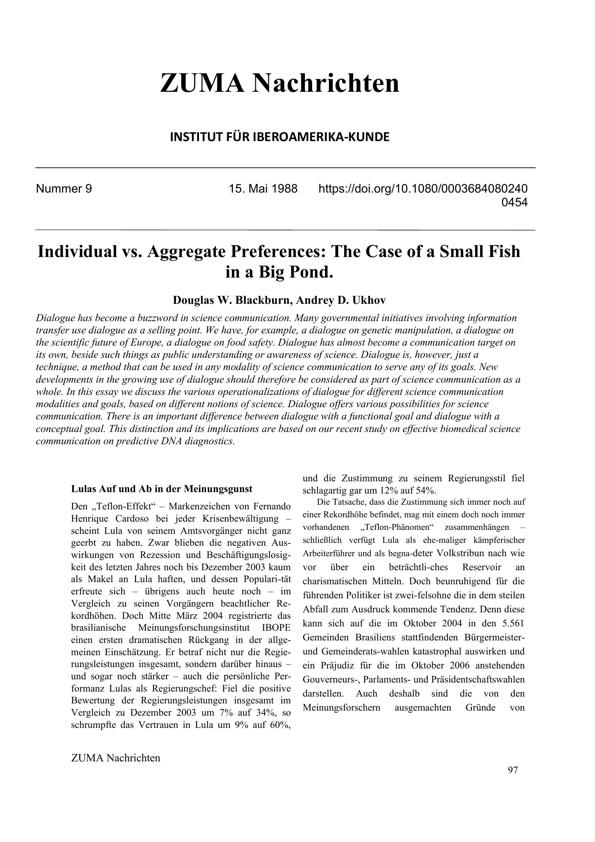 ZUMA Nachrichten
INSTITUT FÜR IBEROAMERIKA-KUNDE
Nummer 9 15. Mai 1988 https://doi.org/10.1080/0003684080240
0454
Individual vs. Aggregate Preferences: The Case of a Small Fish
in a Big Pond.
Douglas W. Blackburn, Andrey D. Ukhov
Dialogue has become a buzzword in science communication. Many governmental initiatives involving information
transfer use dialogue as a selling point. We have, for example, a dialogue on genetic manipulation, a dialogue on
the scientific future of Europe, a dialogue on food safety. Dialogue has almost become a communication target on
its own, beside such things as public understanding or awareness of science. Dialogue is, however, just a
technique, a method that can be used in any modality of science communication to serve any of its goals. New
developments in the growing use of dialogue should therefore be considered as part of science communication as a
whole. In this essay we discuss the various operationalizations of dialogue for different science communication
modalities and goals, based on different notions of science. Dialogue offers various possibilities for science
communication. There is an important difference between dialogue with a functional goal and dialogue with a
conceptual goal. This distinction and its implications are based on our recent study on effective biomedical science
communication on predictive DNA diagnostics.
Lulas Auf und Ab in der Meinungsgunst
Den „Teflon-Effekt“ – Markenzeichen von Fernando
Henrique Cardoso bei jeder Krisenbewältigung –
scheint Lula von seinem Amtsvorgänger nicht ganz
geerbt zu haben. Zwar blieben die negativen Aus-
wirkungen von Rezession und Beschäftigungslosig-
keit des letzten Jahres noch bis Dezember 2003 kaum
als Makel an Lula haften, und dessen Populari-tät
erfreute sich – übrigens auch heute noch – im
Vergleich zu seinen Vorgängern beachtlicher Re-
kordhöhen. Doch Mitte März 2004 registrierte das
brasilianische Meinungsforschungsinstitut IBOPE
einen ersten dramatischen Rückgang in der allge-
meinen Einschätzung. Er betraf nicht nur die Regie-
rungsleistungen insgesamt, sondern darüber hinaus –
und sogar noch stärker – auch die persönliche Per-
formanz Lulas als Regierungschef: Fiel die positive
Bewertung der Regierungsleistungen insgesamt im
Vergleich zu Dezember 2003 um 7% auf 34%, so
schrumpfte das Vertrauen in Lula um 9% auf 60%,
und die Zustimmung zu seinem Regierungsstil fiel
schlagartig gar um 12% auf 54%.
Die Tatsache, dass die Zustimmung sich immer noch auf
einer Rekordhöhe befindet, mag mit einem doch noch immer
vorhandenen „Teflon-Phänomen“ zusammenhängen –
schließlich verfügt Lula als ehe-maliger kämpferischer
Arbeiterführer und als begna-deter Volkstribun nach wie
vor über ein beträchtli-ches Reservoir an
charismatischen Mitteln. Doch beunruhigend für die
führenden Politiker ist zwei-felsohne die in dem steilen
Abfall zum Ausdruck kommende Tendenz. Denn diese
kann sich auf die im Oktober 2004 in den 5.561
Gemeinden Brasiliens stattfindenden Bürgermeister-
und Gemeinderats-wahlen katastrophal auswirken und
ein Präjudiz für die im Oktober 2006 anstehenden
Gouverneurs-, Parlaments- und Präsidentschaftswahlen
darstellen. Auch deshalb sind die von den
Meinungsforschern ausgemachten Gründe von
ZUMA Nachrichten
97